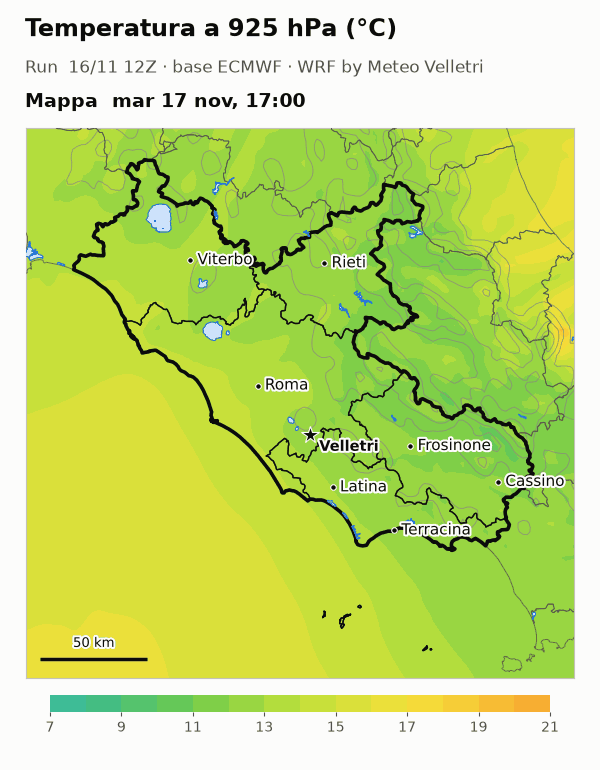 Temperatura a 925 hPa (°C)
Run  16/11 12Z · base ECMWF · WRF by Meteo Velletri
Mappa  mar 17 nov, 17:00
Viterbo
Rieti
Roma
Velletri
Frosinone
Cassino
Latina
Terracina
50 km
7 9 11 13 15 17 19 21